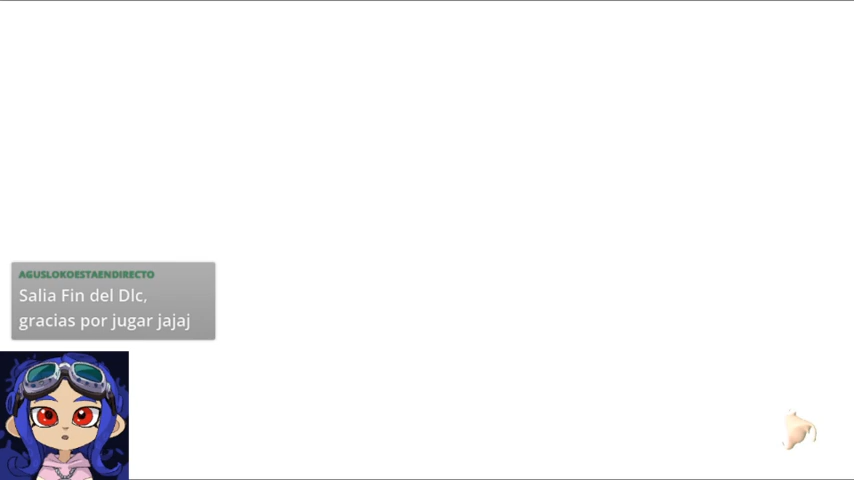 AGUSLOKOESTAENDIRECTO
Salia Fin del Dlc,
gracias por jugar jajaj